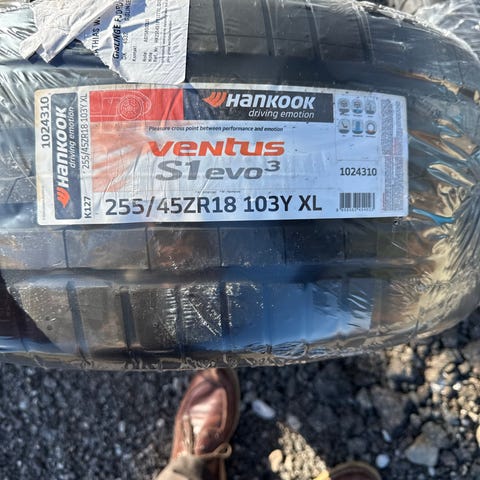 HANKOOK
driving emotion
Pleasure cross point between performance and emotion
ventus
S1 evo3
1024310
K127
255/45ZR18 103Y XL
1024310
255/45ZR18 103Y XL
HANKOOK
driving emotion